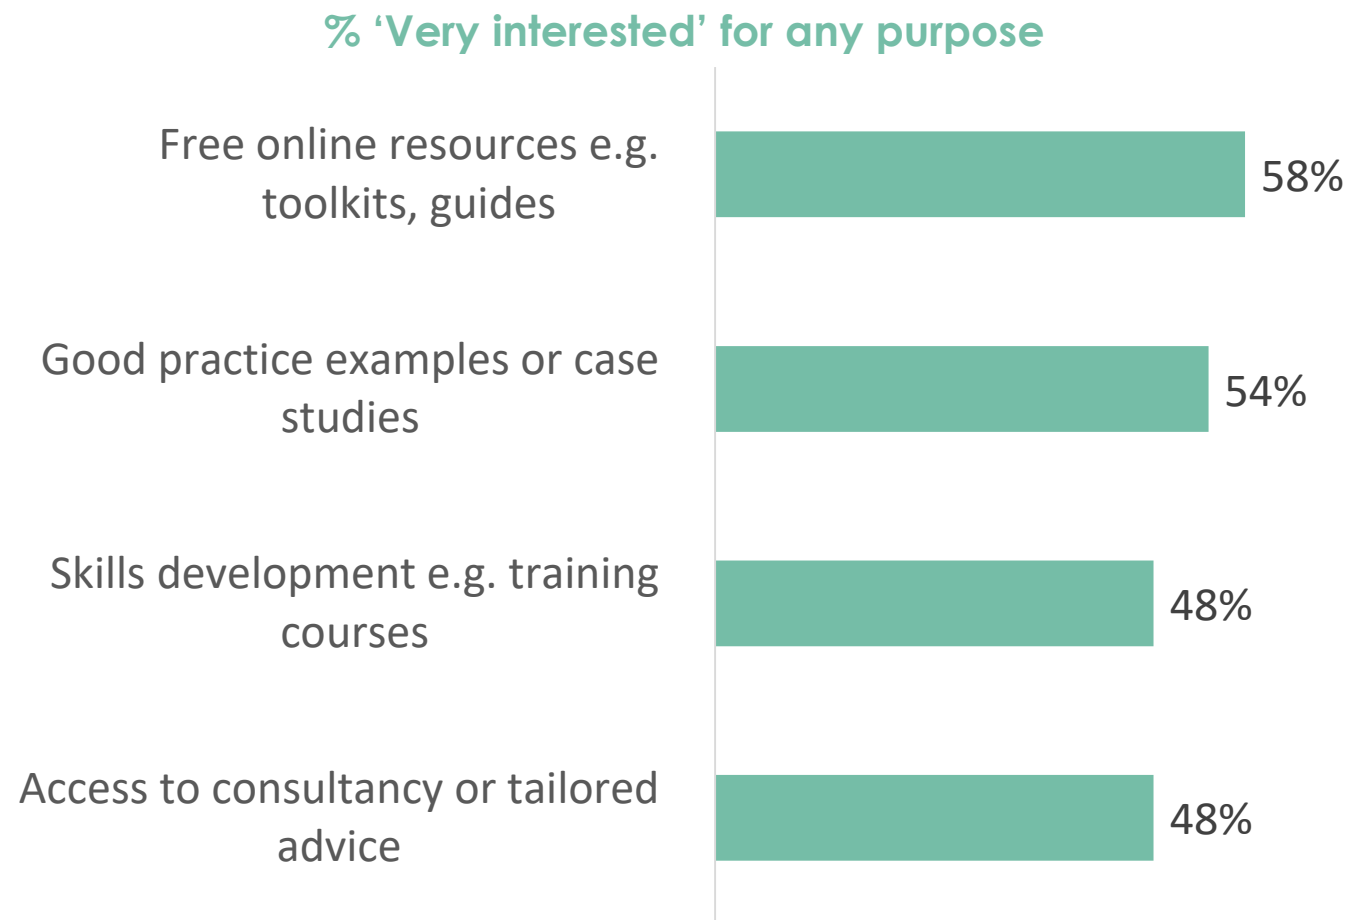 % ‘Very interested’ for any purpose
Free online resources e.g.
toolkits, guides
58%
Good practice examples or case
studies
54%
Skills development e.g. training
courses
48%
Access to consultancy or tailored
advice
48%